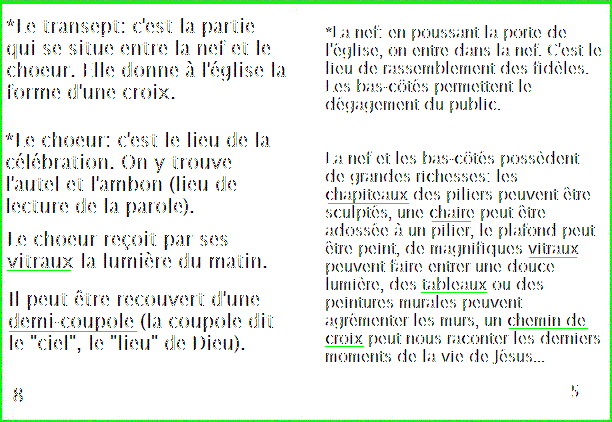 *Le transept: c'est la partie
qui se situe entre la nef et le
choeur. Elle donne à l'église la
forme d'une croix.
*Le choeur: c'est le lieu de la
célébration. On y trouve
l'autel et l'ambon (lieu de
lecture de la parole).
Le choeur reçoit par ses
vitraux la lumière du matin.
Il peut être recouvert d'une
demi-coupole (la coupole dit
le "ciel", le "lieu" de Dieu).
8
*La nef: en poussant la porte de
l'église, on entre dans la nef. C'est le
lieu de rassemblement des fidèles.
Les bas-côtés permettent le
dégagement du public.
La nef et les bas-côtés possèdent
de grandes richesses: les
chapiteaux des piliers peuvent être
sculptés, une chaire peut être
adossée à un pilier, le plafond peut
être peint, de magnifiques vitraux
peuvent faire entrer une douce
lumière, des tableaux ou des
peintures murales peuvent
agrémenter les murs, un chemin de
croix peut nous raconter les derniers
moments de la vie de Jésus...
5